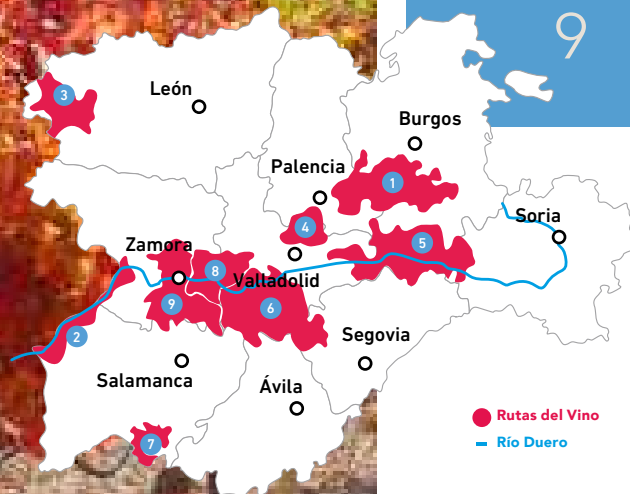 9
León
3
Burgos
Palencia
1
Soria
4
Zamora
5
8
Valladolid
9
6
2
Segovia
Salamanca
Ávila
Rutas del Vino
7
Río Duero